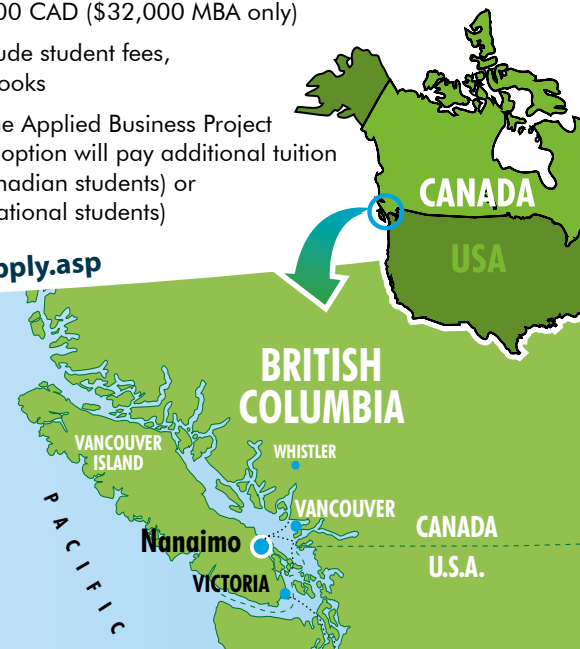 00 CAD ($32,000 MBA only)
ude student fees,
ooks
e Applied Business Project
option will pay additional tuition
nadian students) or
ational students)
pply.asp
CANADA
USA
BRITISH
COLUMBIA
VANCOUVER
ISLAND
WHISTLER
VANCOUVER
CANADA
Nanaimo
U.S.A.
VICTORIA
PACIFIC